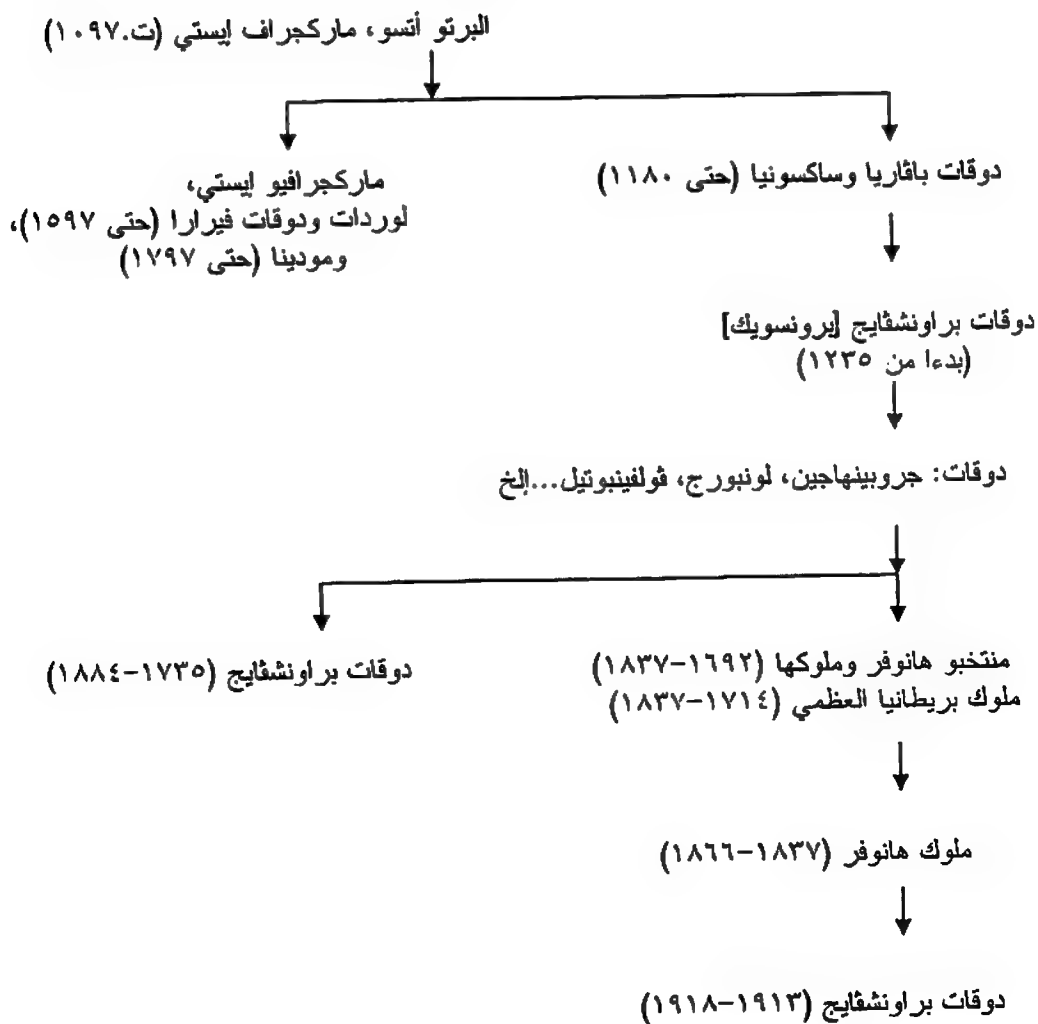 البرتو أتسو، ماركجراف إيستي (ت.١٠٩٧)
دوقات باڤاريا وساكسونيا (حتى ١١٨٠)
ماركجرافيو إيستي،
لوردات ودوقات فيرارا (حتى ١٥٩٧)،
ومودينا (حتى ١٧٩٧)
دوقات براونشڤايج [برونسويك]
(بدءا من ١٢٣٥)
دوقات: جروبينهاجين، لونبورج، ڤولفينبوتيل...إلخ
منتخبو هانوفر وملوكها (١٦٩٢-١٨٣٧)
ملوك بريطانيا العظمي (١٧١٤-١٨٣٧)
دوقات براونشڤايج (١٧٣٥-١٨٨٤)
ملوك هانوفر (١٨٣٧-١٨٦٦)
دوقات براونشڤايج (١٩١٣-١٩١٨)